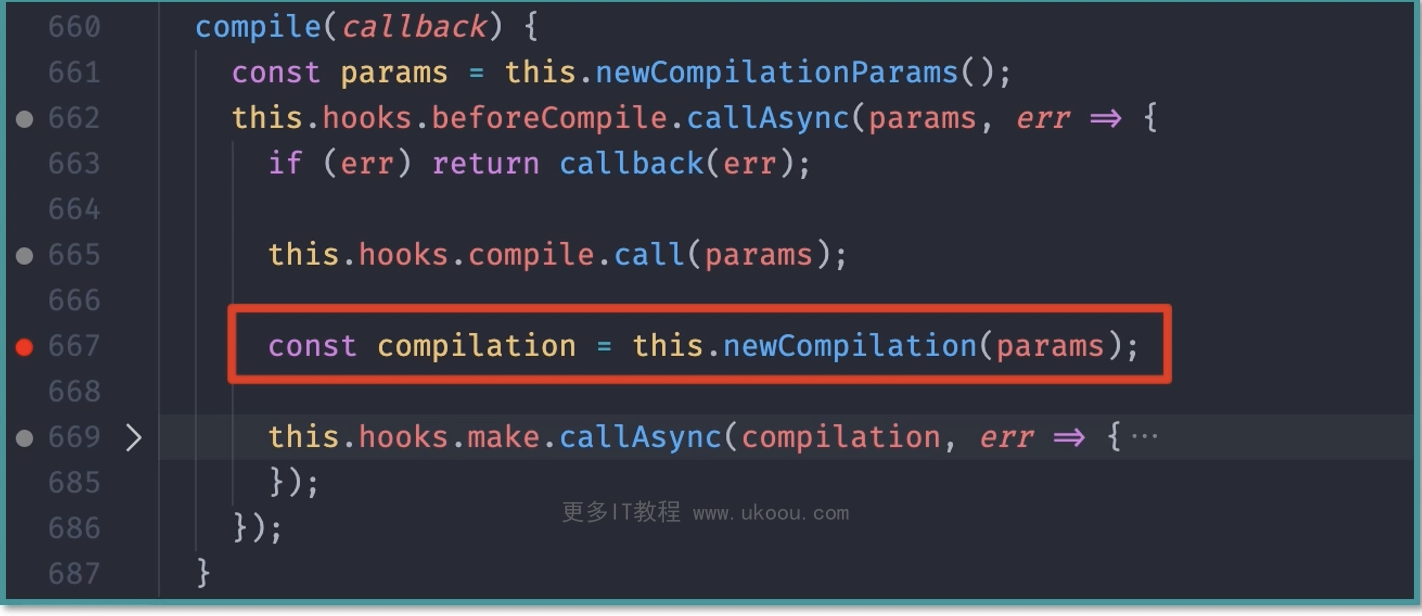 660 compile(callback) {
661 const params = this.newCompilationParams();
662 this.hooks.beforeCompile.callAsync(params, err => {
663 if (err) return callback(err);
664
665 this.hooks.compile.call(params);
666
667 const compilation = this.newCompilation(params);
668
669 this.hooks.make.callAsync(compilation, err => {···
685 });
686 });
687 }
更多IT教程 www.ukoou.com